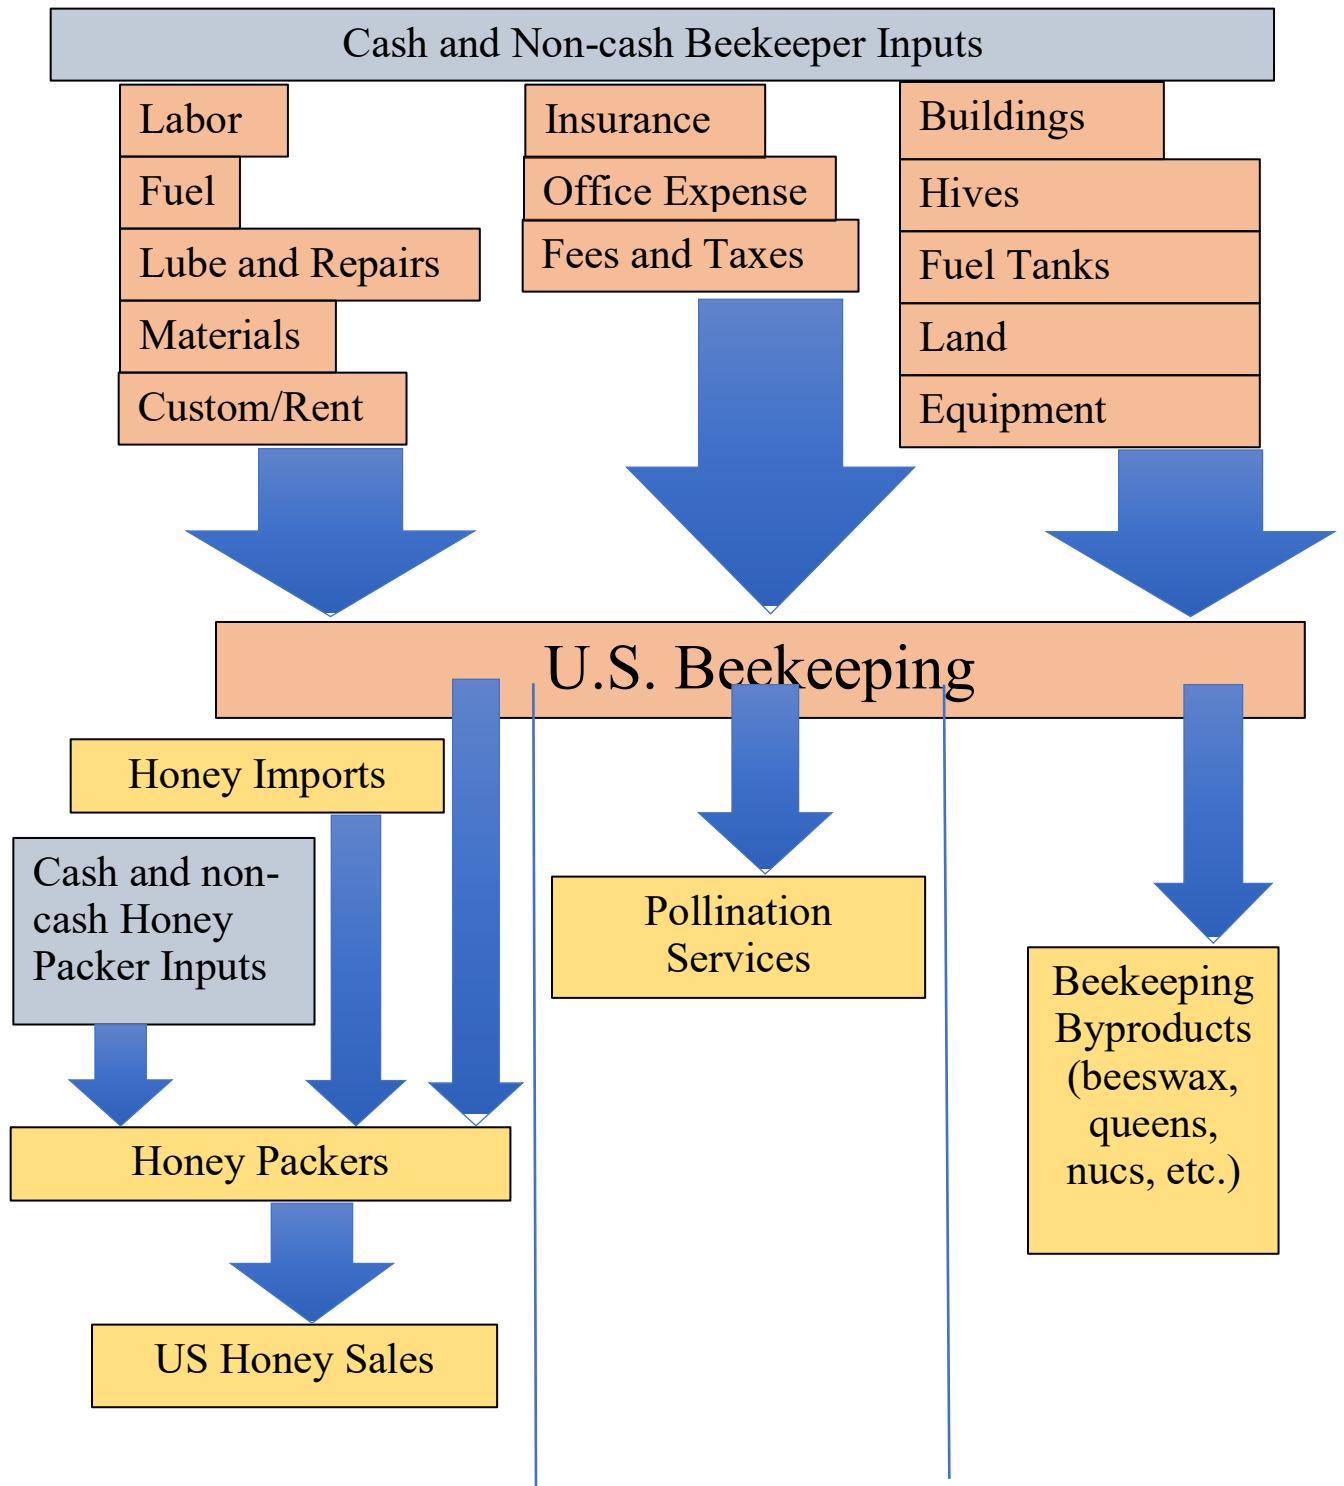 Cash and Non-cash Beekeeper Inputs
Labor
Fuel
Lube and Repairs
Materials
Custom/Rent
Insurance
Office Expense
Fees and Taxes
Buildings
Hives
Fuel Tanks
Land
Equipment
U.S. Beekeeping
Honey Imports
Cash and non-
cash Honey
Packer Inputs
Honey Packers
US Honey Sales
Pollination
Services
Beekeeping
Byproducts
(beeswax,
queens,
nucs, etc.)